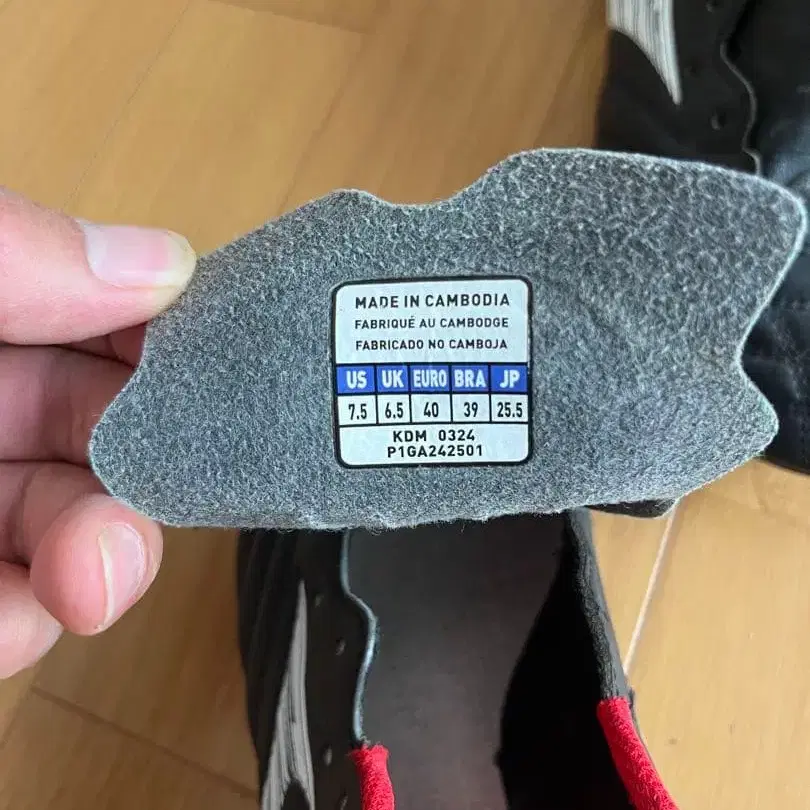 MADE IN CAMBODIA
FABRIQUÉ AU CAMBODGE
FABRICADO NO CAMBOJA
US UK EURO BRA JP
7.5 6.5 40 39 25.5
KDM 0324
P1GA242501